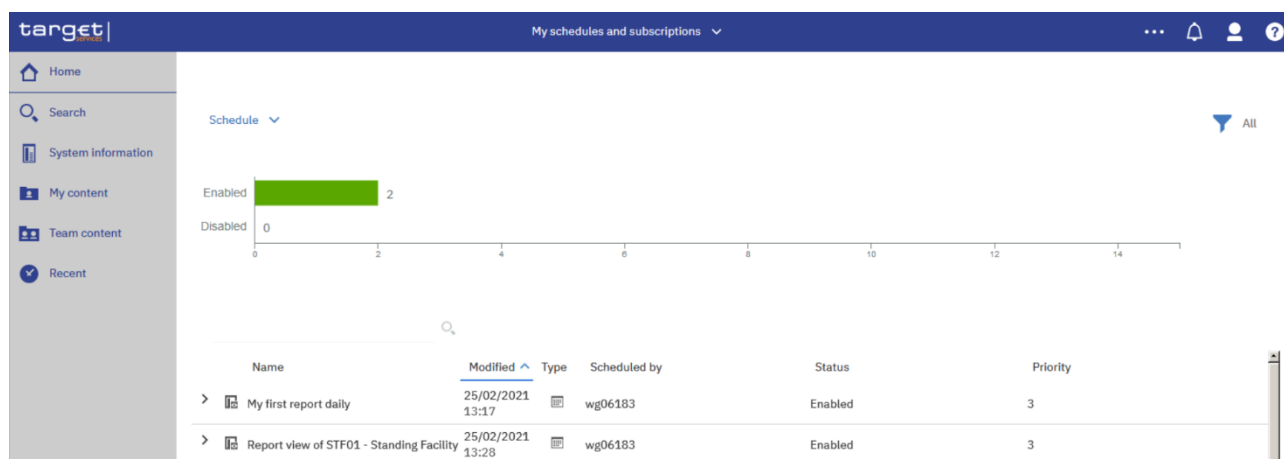 target
services
My schedules and subscriptions
Home
Search
System information
My content
Team content
Recent
Schedule
All
Enabled 2
Disabled 0
0 2 4 6 8 10 12 14
Name Modified Type Scheduled by Status Priority
My first report daily 25/02/2021 13:17 wg06183 Enabled 3
Report view of STF01 - Standing Facility 25/02/2021 13:28 wg06183 Enabled 3